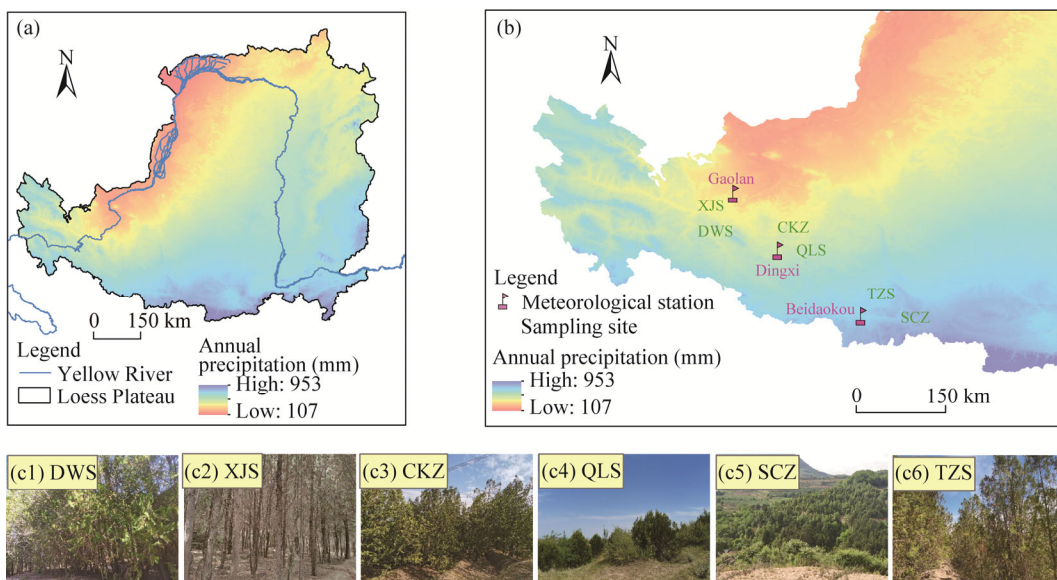 (a)
N
0 150 km
Legend
Yellow River
Loess Plateau
Annual
precipitation (mm)
High: 953
Low: 107
(b)
N
Gaolan
XJS
DWS
CKZ
QLS
Dingxi
TZS
Beidaokou
SCZ
Legend
Meteorological station
Sampling site
Annual precipitation (mm)
High: 953
Low: 107
0 150 km
(c1) DWS
(c2) XJS
(c3) CKZ
(c4) QLS
(c5) SCZ
(c6) TZS